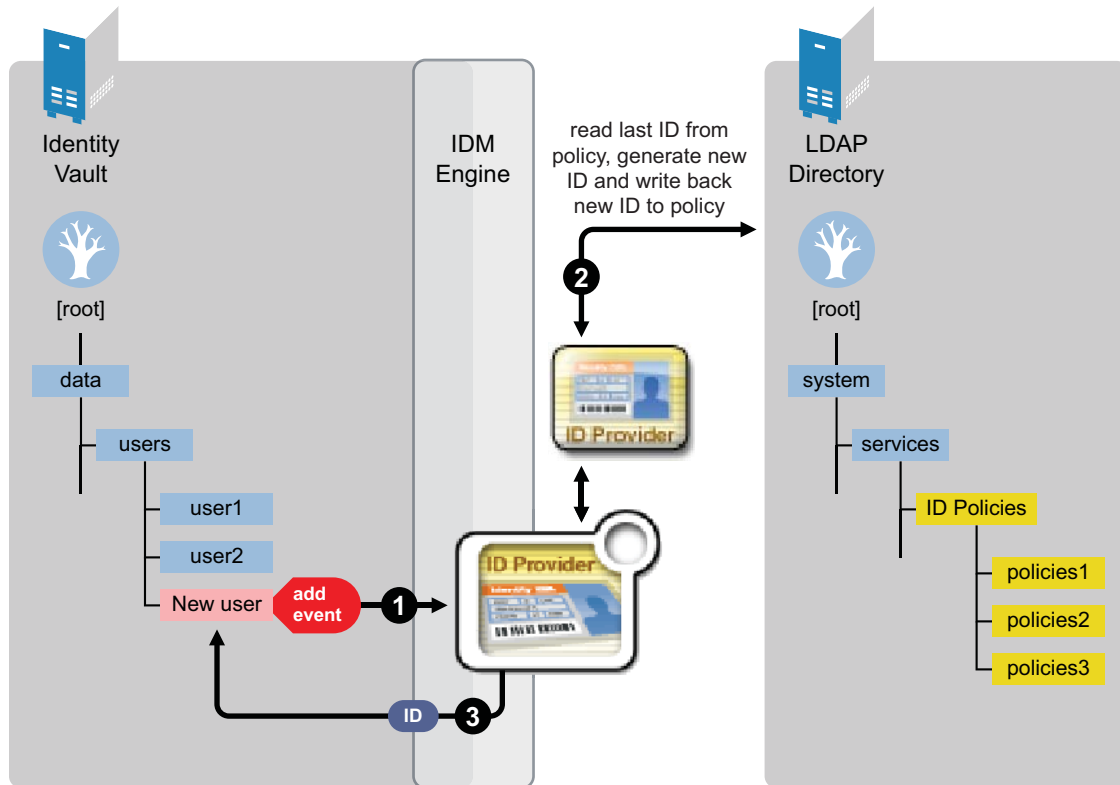 Identity
Vault
IDM
Engine
read last ID from
policy, generate new
ID and write back
new ID to policy
LDAP
Directory
2
[root]
[root]
data
system
ID Provider
users
services
user1
ID Policies
user2
ID Provider
Identity
New user
add
event
1
policies1
policies2
policies3
ID
3